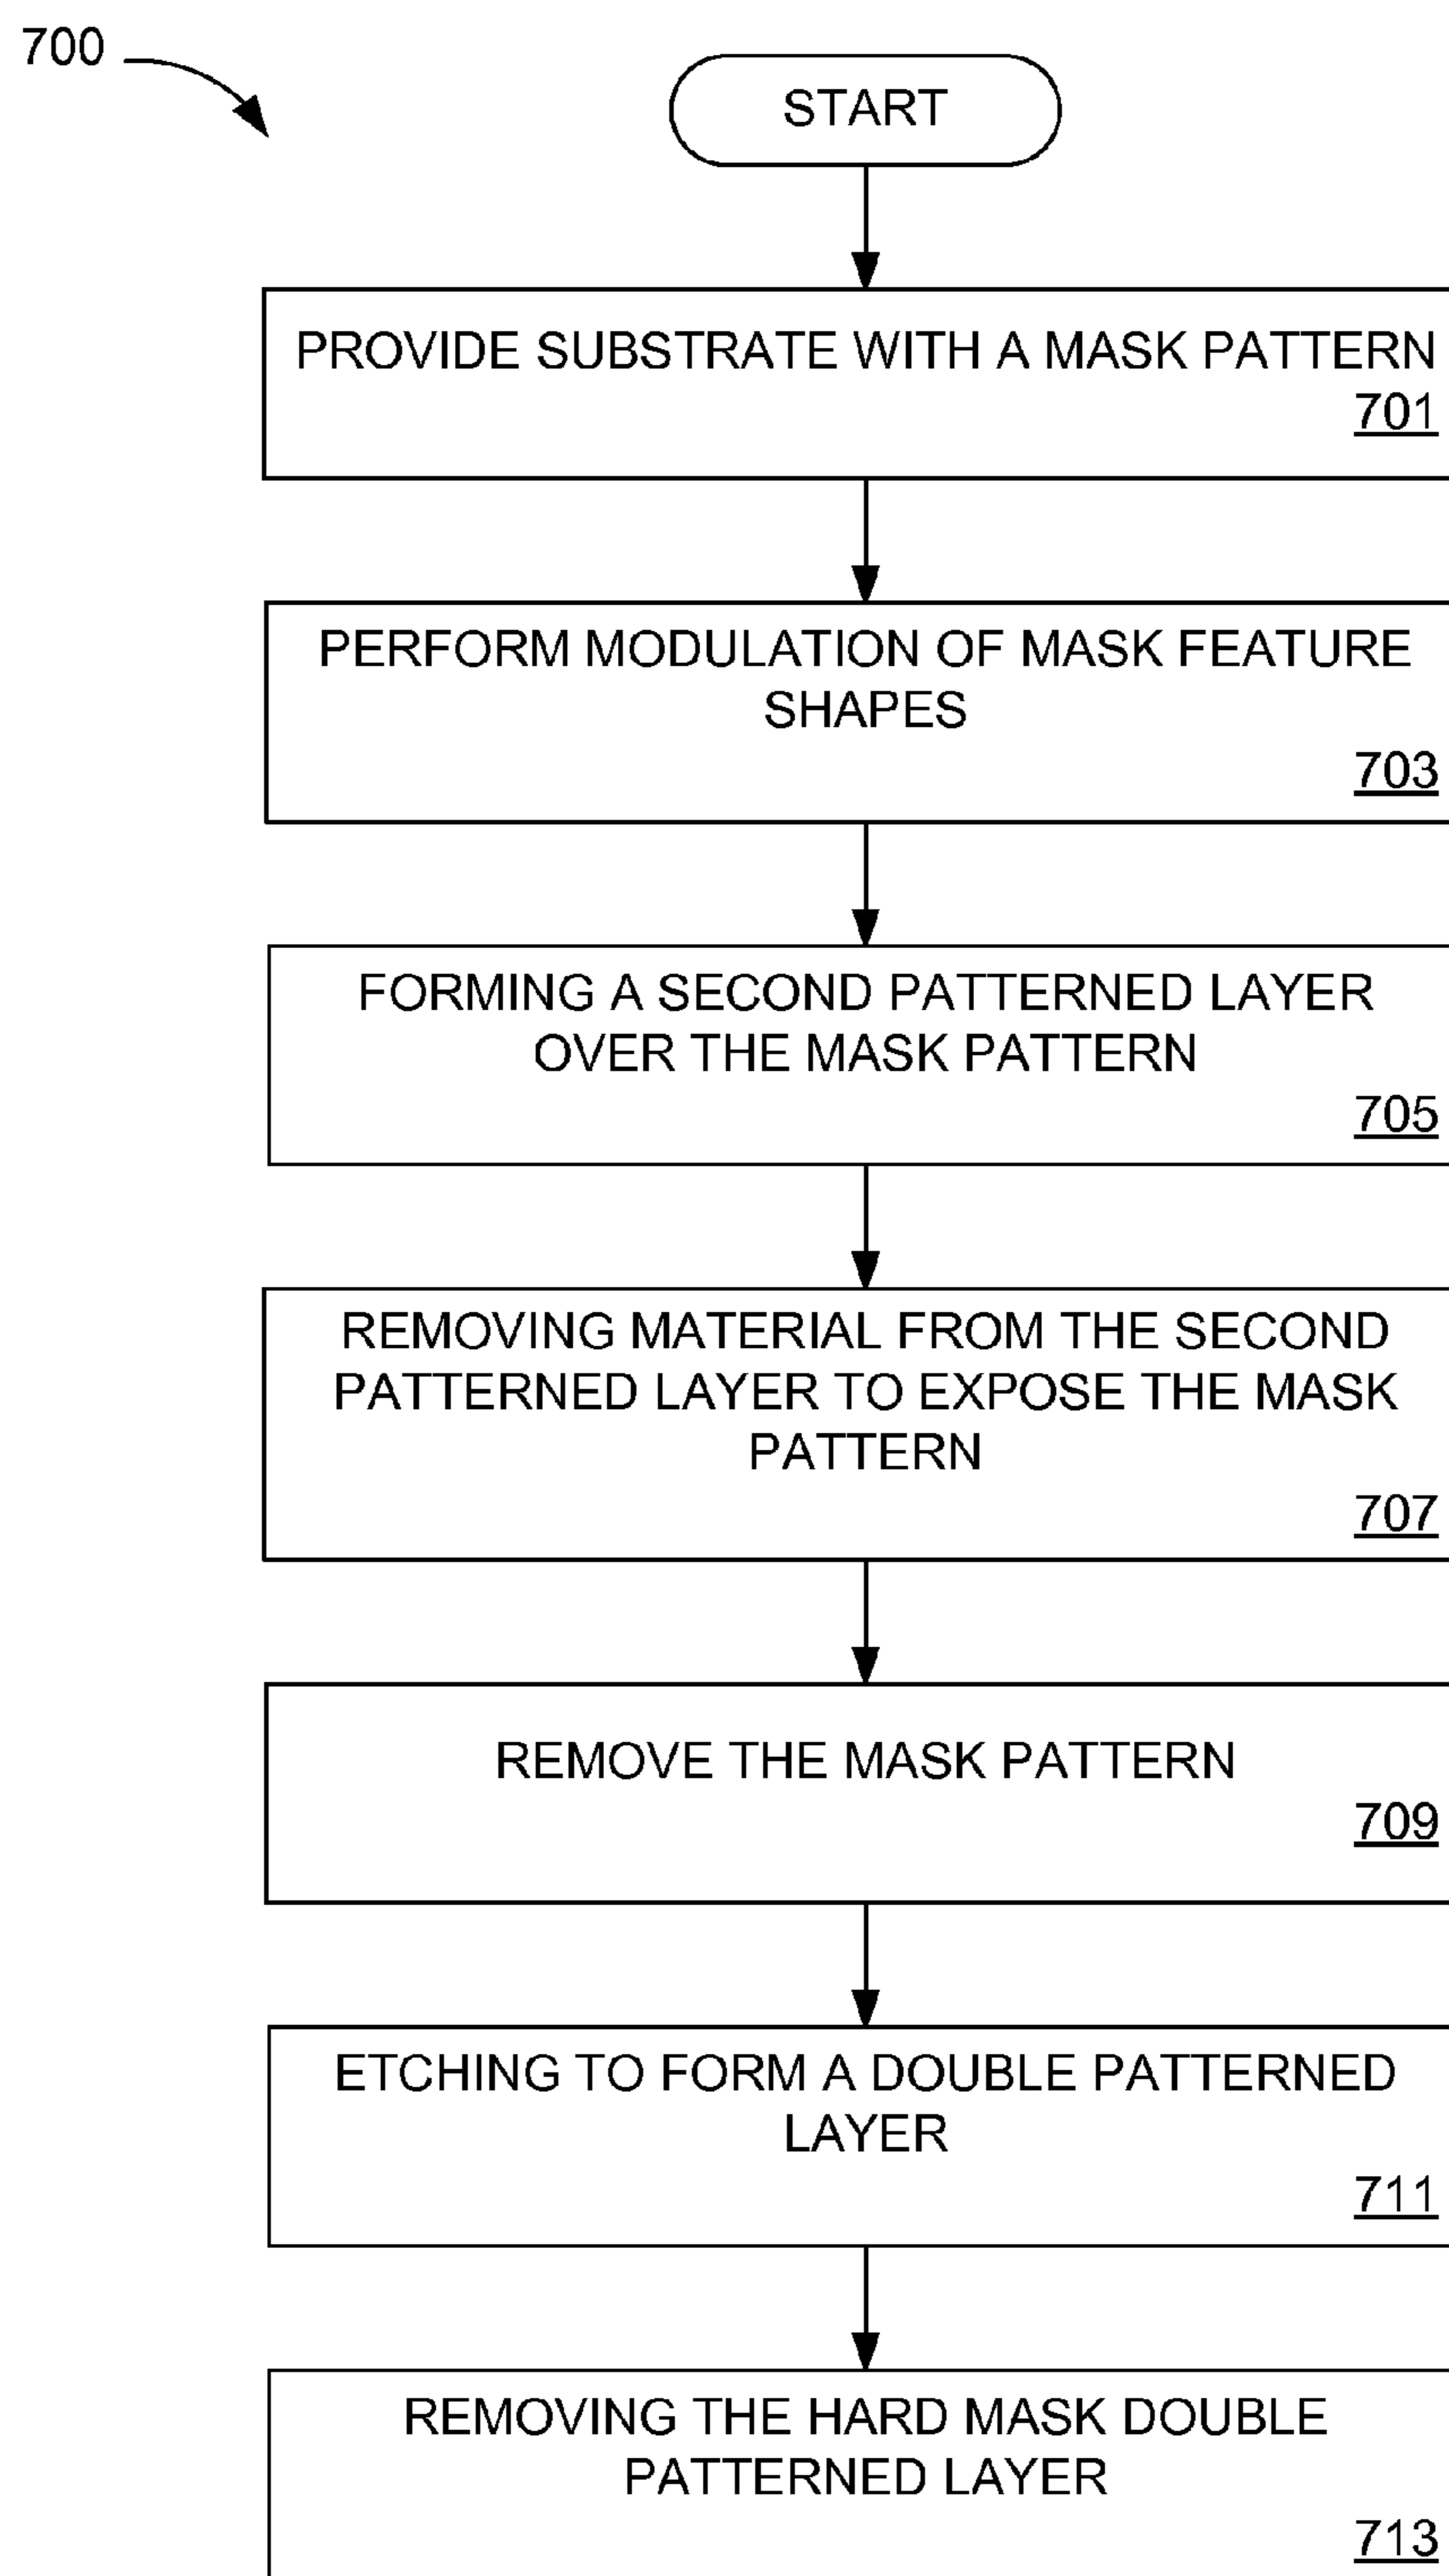 700
START
PROVIDE SUBSTRATE WITH A MASK PATTERN
701
PERFORM MODULATION OF MASK FEATURE
SHAPES
703
FORMING A SECOND PATTERNED LAYER
OVER THE MASK PATTERN
705
REMOVING MATERIAL FROM THE SECOND
PATTERNED LAYER TO EXPOSE THE MASK
PATTERN
707
REMOVE THE MASK PATTERN
709
ETCHING TO FORM A DOUBLE PATTERNED
LAYER
711
REMOVING THE HARD MASK DOUBLE
PATTERNED LAYER
713